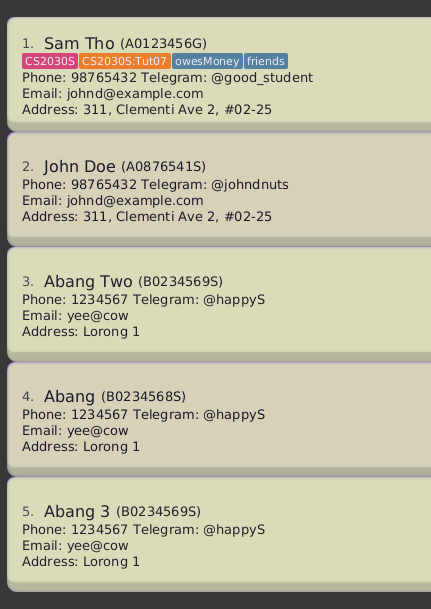 1. Sam Tho (A0123456G)
CS2030S CS2030S:Tut07 owesMoney friends
Phone: 98765432 Telegram: @good_student
Email: johnd@example.com
Address: 311, Clementi Ave 2, #02-25
2. John Doe (A0876541S)
Phone: 98765432 Telegram: @johndnuts
Email: johnd@example.com
Address: 311, Clementi Ave 2, #02-25
3. Abang Two (B0234569S)
Phone: 1234567 Telegram: @happyS
Email: yee@cow
Address: Lorong 1
4. Abang (B0234568S)
Phone: 1234567 Telegram: @happyS
Email: yee@cow
Address: Lorong 1
5. Abang 3 (B0234569S)
Phone: 1234567 Telegram: @happyS
Email: yee@cow
Address: Lorong 1